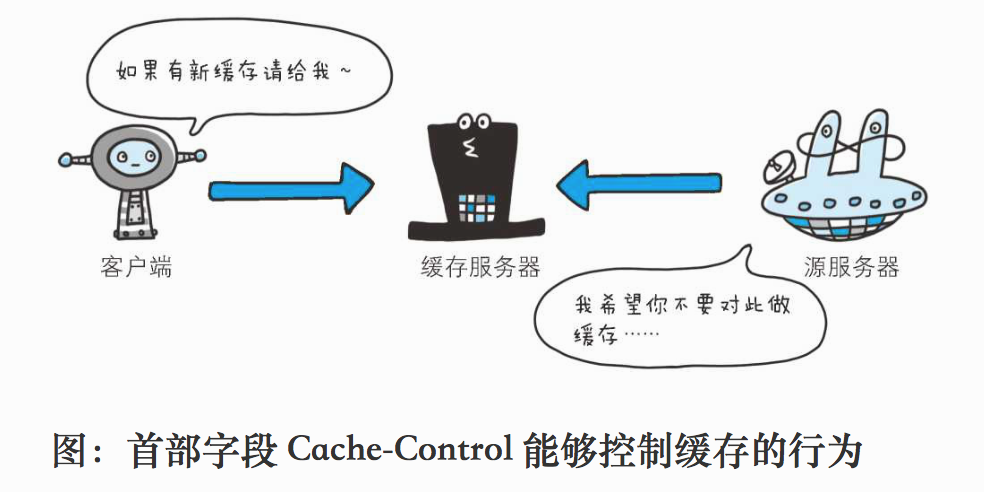 如果有新缓存请给我～
客户端
缓存服务器
源服务器
我希望你不要对此做
缓存……
图：首部字段 Cache-Control 能够控制缓存的行为